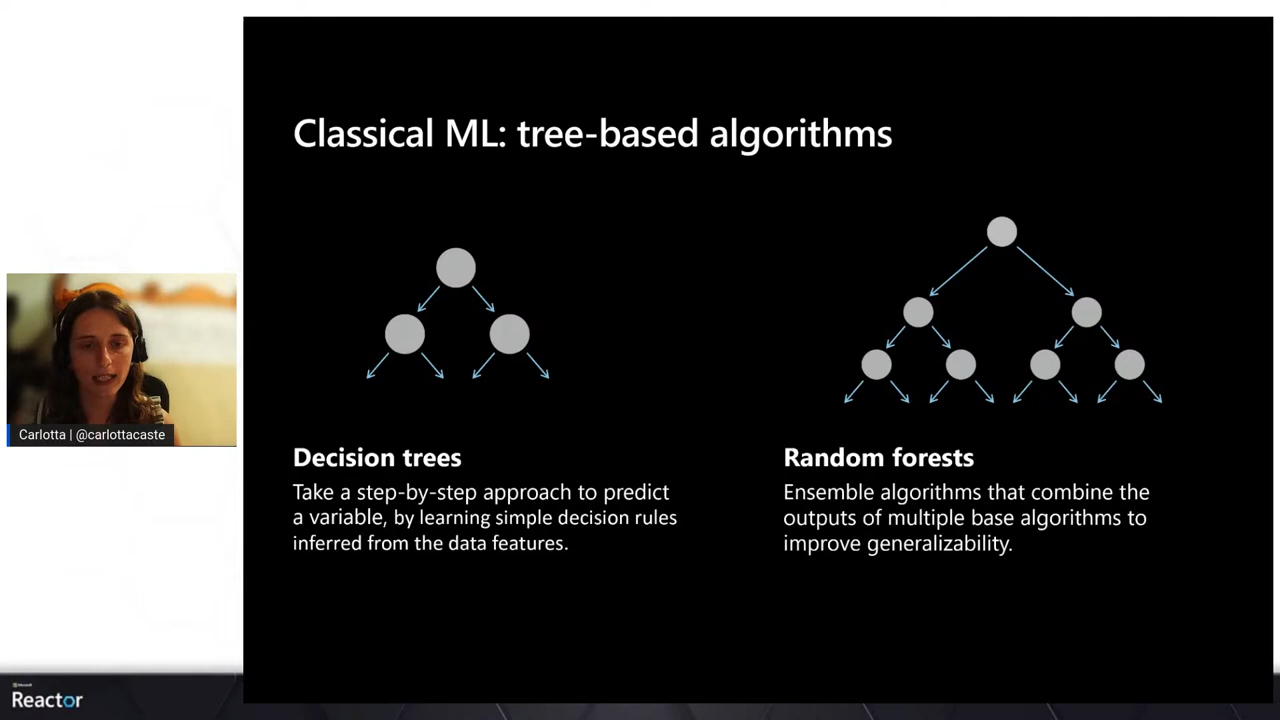 Classical ML: tree-based algorithms
Decision trees
Take a step-by-step approach to predict
a variable, by learning simple decision rules
inferred from the data features.
Random forests
Ensemble algorithms that combine the
outputs of multiple base algorithms to
improve generalizability.
Carlotta | @carlottacaste
Microsoft
Reactor